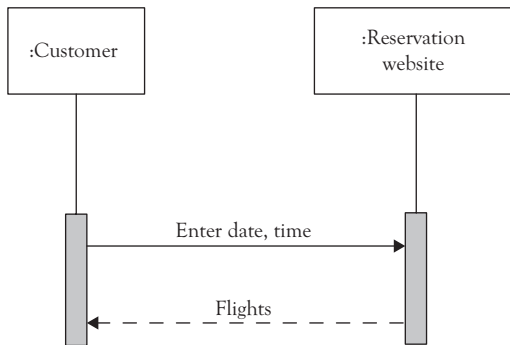 :Customer
:Reservation
website
Enter date, time
Flights